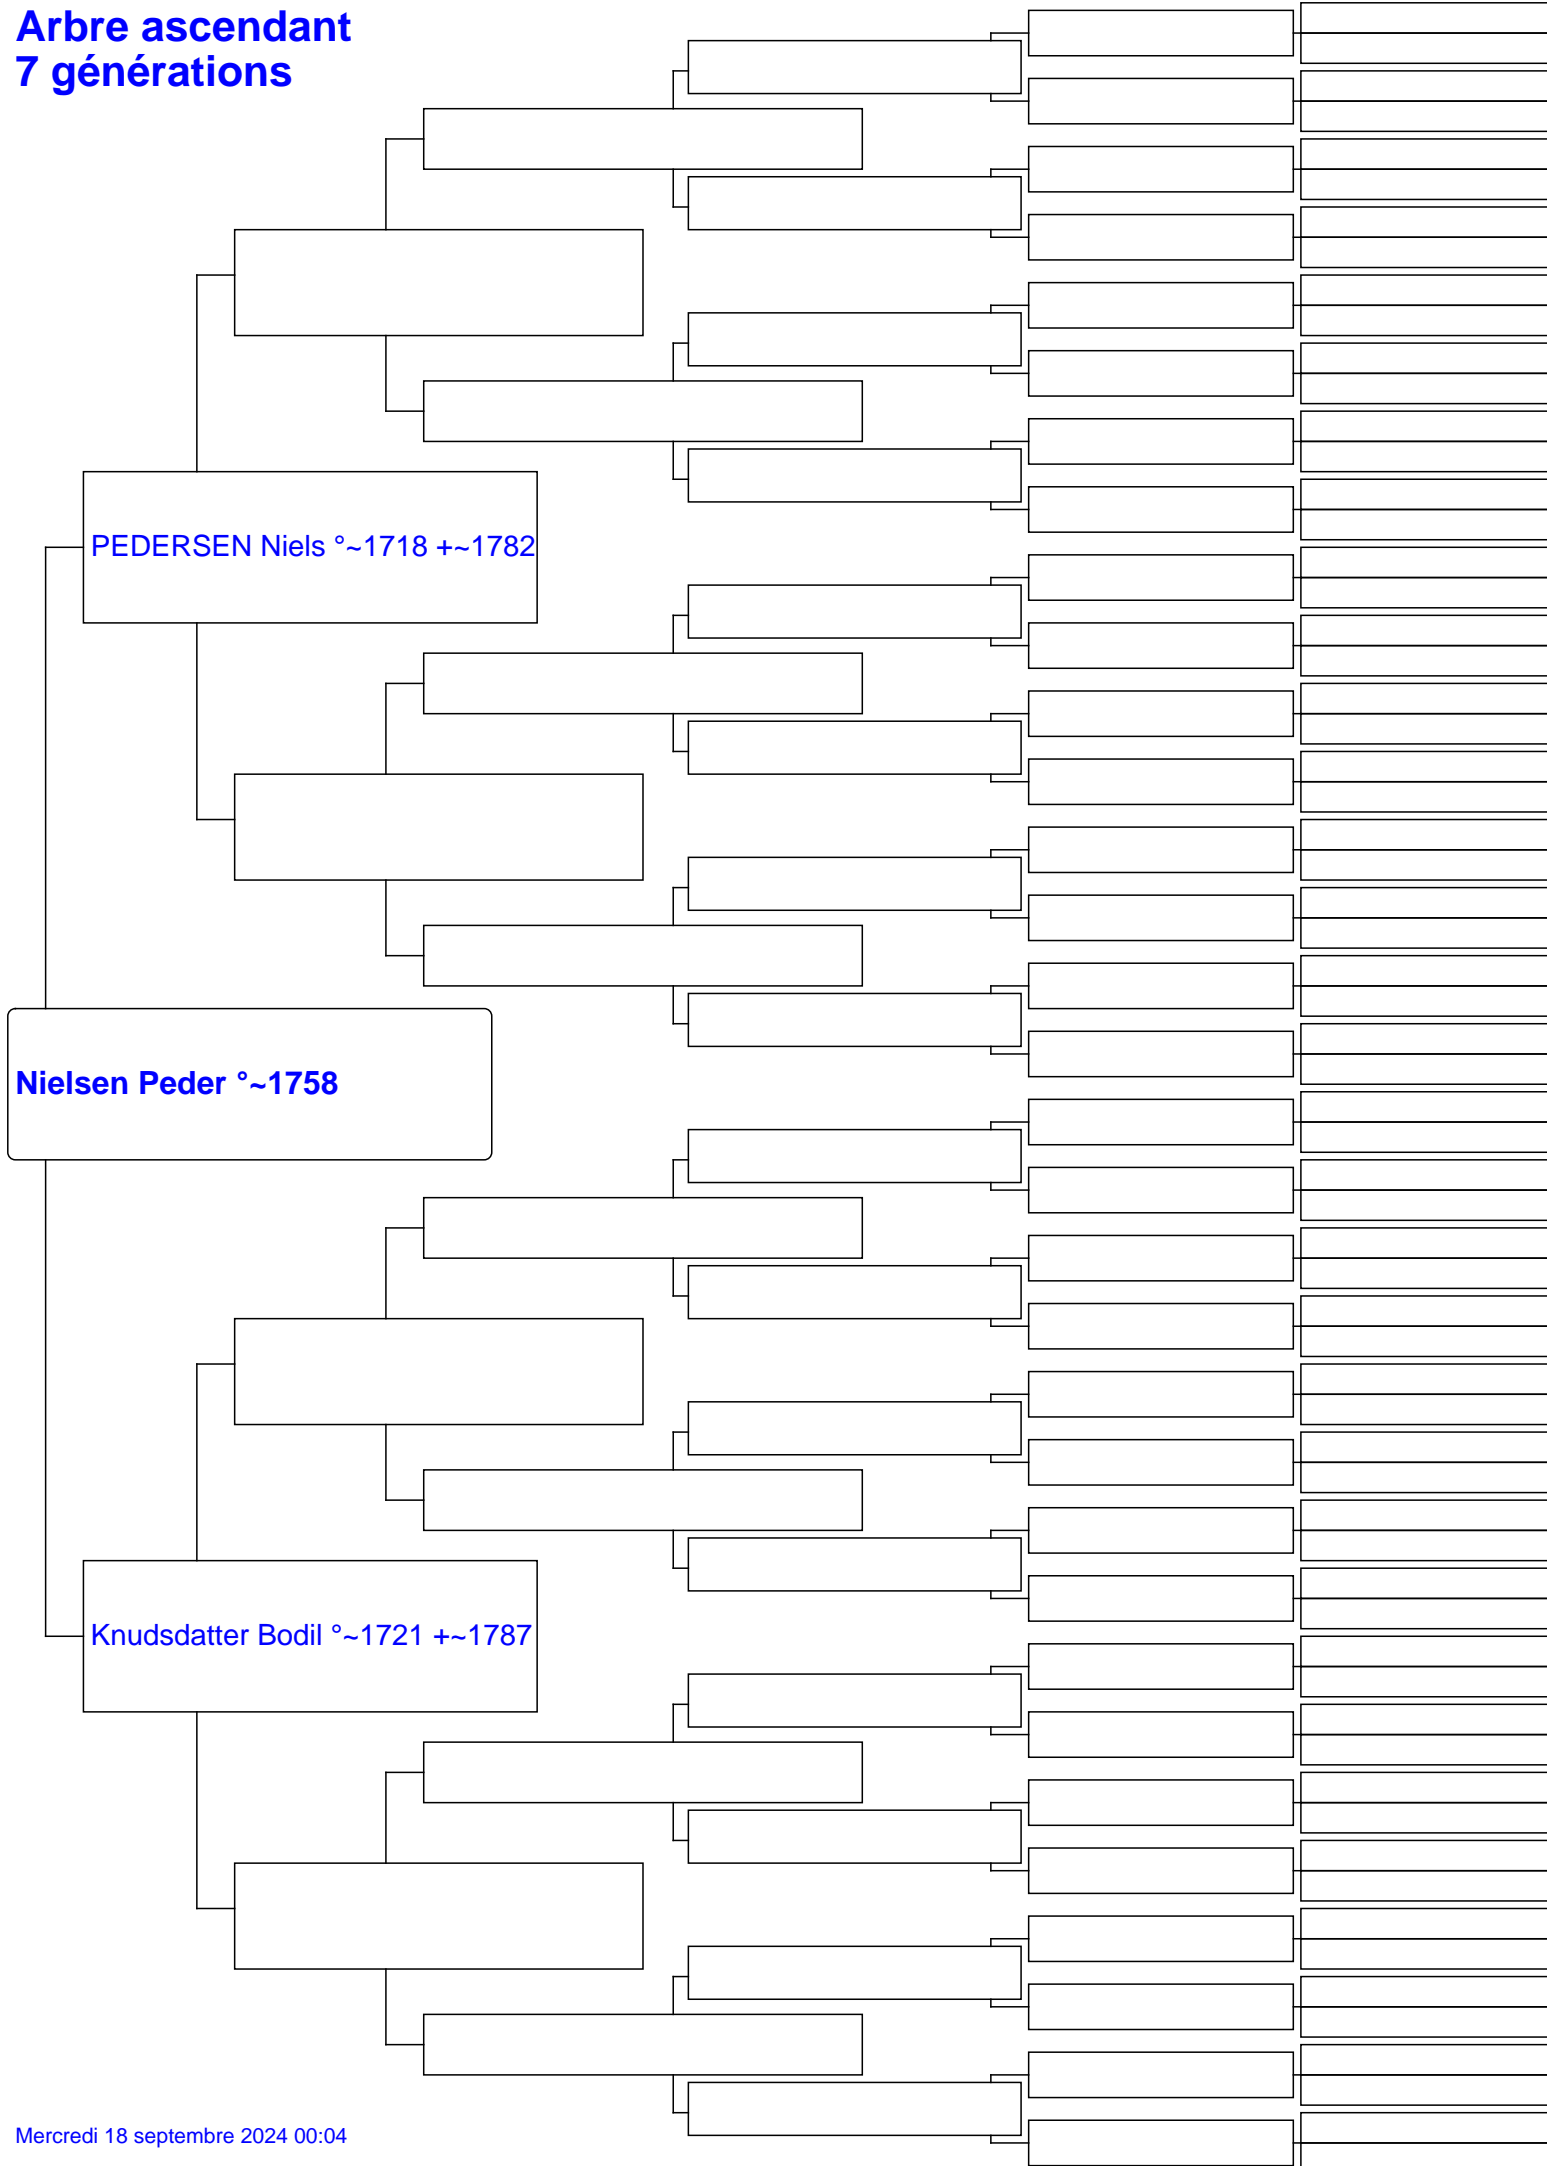 Arbre ascendant
7 générations
PEDERSEN Niels °~1718 +~1782
Nielsen Peder °~1758
Knudsdatter Bodil °~1721 +~1787
Mercredi 18 septembre 2024 00:04